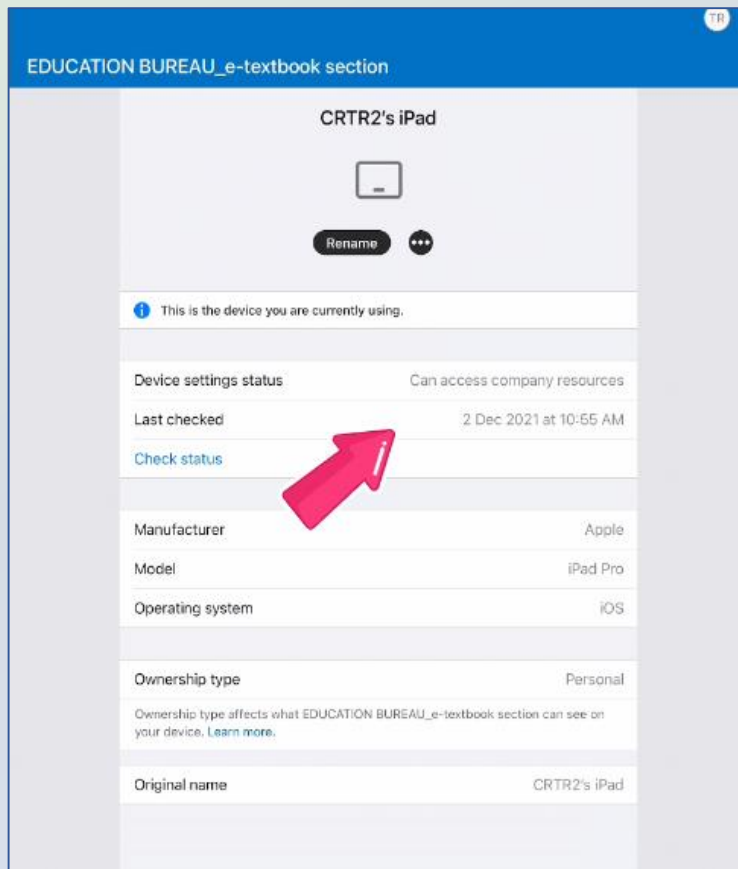 TR
EDUCATION BUREAU_e-textbook section
CRTR2's iPad
Rename
This is the device you are currently using.
Device settings status Can access company resources
Last checked 2 Dec 2021 at 10:55 AM
Check status
Manufacturer Apple
Model iPad Pro
Operating system iOS
Ownership type Personal
Ownership type affects what EDUCATION BUREAU_e-textbook section can see on
your device. Learn more.
Original name CRTR2's iPad